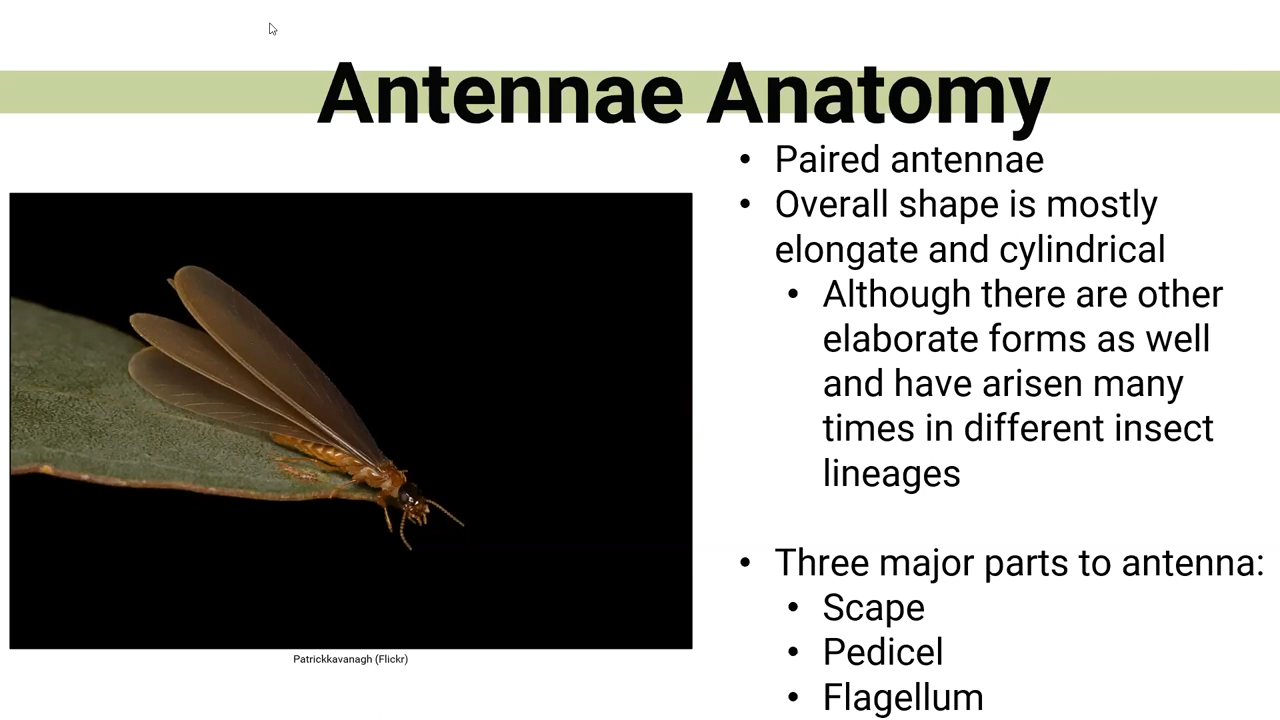 Antennae Anatomy
• Paired antennae
• Overall shape is mostly
elongate and cylindrical
• Although there are other
elaborate forms as well
and have arisen many
times in different insect
lineages
• Three major parts to antenna:
• Scape
• Pedicel
• Flagellum
Patrickkavanagh (Flickr)